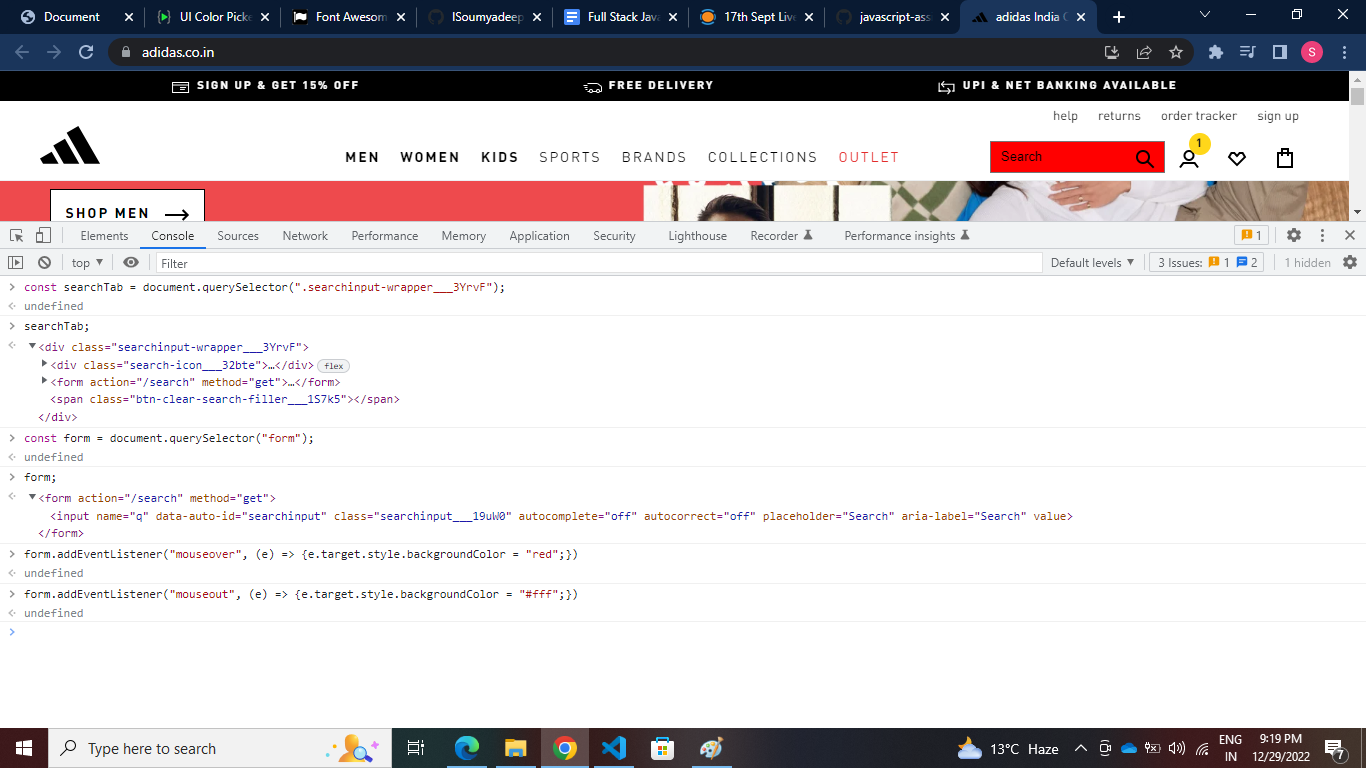 Document
UI Color Picke
Font Awesom
ISoumyadeep
Full Stack Java
17th Sept Live
javascript-ass
adidas India O
adidas.co.in
S
SIGN UP & GET 15% OFF
FREE DELIVERY
UPI & NET BANKING AVAILABLE
help returns order tracker sign up
MEN WOMEN KIDS SPORTS BRANDS COLLECTIONS OUTLET
Search
1
SHOP MEN
Elements Console Sources Network Performance Memory Application Security Lighthouse Recorder Performance insights 1
top Filter Default levels 3 Issues: 1 2 1 hidden
const searchTab = document.querySelector(".searchinput-wrapper___3YrvF");
undefined
searchTab;
<div class="searchinput-wrapper___3YrvF">
<div class="search-icon___32bte">…</div> flex
<form action="/search" method="get">…</form>
<span class="btn-clear-search-filler___1S7k5"></span>
</div>
const form = document.querySelector("form");
undefined
form;
<form action="/search" method="get">
<input name="q" data-auto-id="searchinput" class="searchinput___19uW0" autocomplete="off" autocorrect="off" placeholder="Search" aria-label="Search" value>
</form>
form.addEventListener("mouseover", (e) => {e.target.style.backgroundColor = "red";})
undefined
form.addEventListener("mouseout", (e) => {e.target.style.backgroundColor = "#fff";})
undefined
Type here to search
13°C Haze
ENG
IN
9:19 PM
12/29/2022
7